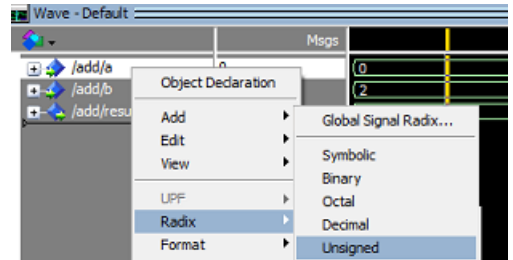 Wave - Default
Msgs
/add/a
0
0
/add/b
2
/add/resu
Object Declaration
Add
Edit
View
UPF
Radix
Format
Global Signal Radix...
Symbolic
Binary
Octal
Decimal
Unsigned